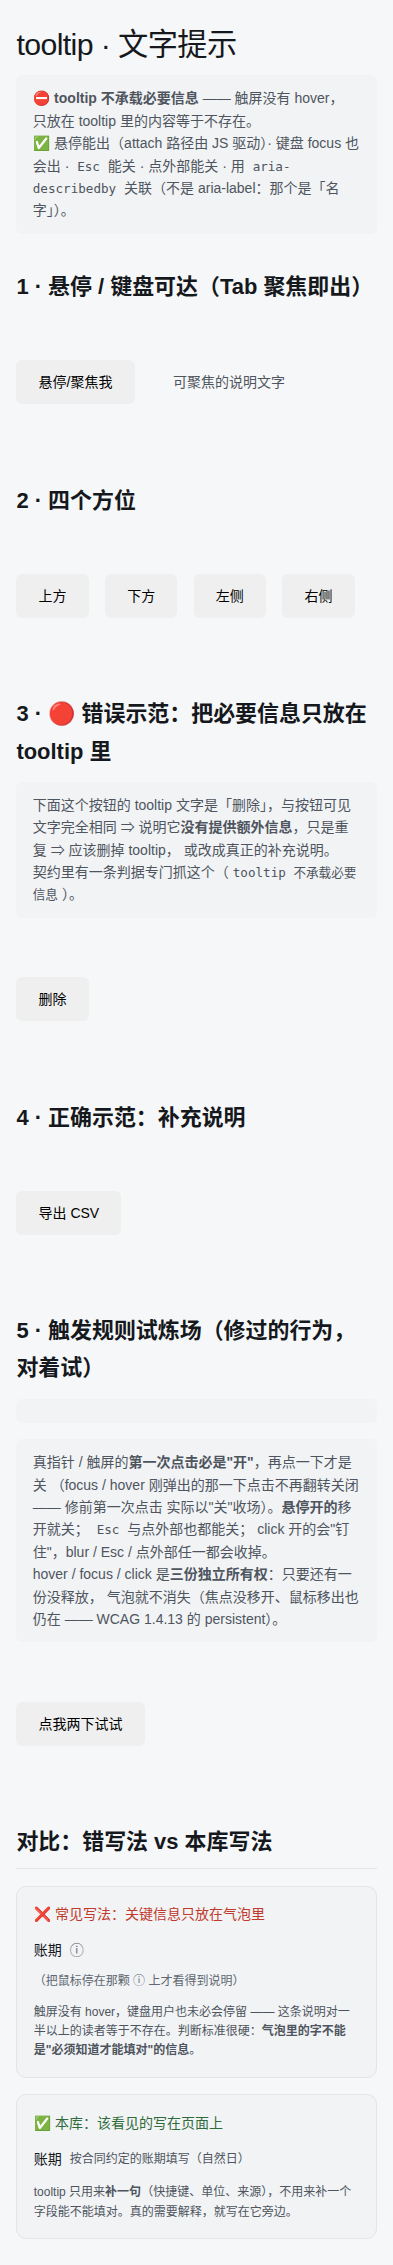 tooltip · 文字提示
⛔ tooltip 不承载必要信息 —— 触屏没有 hover，
只放在 tooltip 里的内容等于不存在。
✅ 悬停能出（attach 路径由 JS 驱动）· 键盘 focus 也
会出 · Esc 能关 · 点外部能关 · 用 aria-
describedby 关联（不是 aria-label：那个是「名
字」）。
1 · 悬停 / 键盘可达（Tab 聚焦即出）
悬停/聚焦我
可聚焦的说明文字
2 · 四个方位
上方
下方
左侧
右侧
3 · 🔴 错误示范：把必要信息只放在
tooltip 里
下面这个按钮的 tooltip 文字是「删除」，与按钮可见
文字完全相同 ⇒ 说明它没有提供额外信息，只是重
复 ⇒ 应该删掉 tooltip， 或改成真正的补充说明。
契约里有一条判据专门抓这个（ tooltip 不承载必要
信息 ）。
删除
4 · 正确示范：补充说明
导出 CSV
5 · 触发规则试炼场（修过的行为，
对着试）
真指针 / 触屏的第一次点击必是"开"，再点一下才是
关 （focus / hover 刚弹出的那一下点击不再翻转关闭
—— 修前第一次点击 实际以"关"收场）。悬停开的移
开就关； Esc 与点外部也都能关； click 开的会"钉
住"，blur / Esc / 点外部任一都会收掉。
hover / focus / click 是三份独立所有权：只要还有一
份没释放， 气泡就不消失（焦点没移开、鼠标移出也
仍在 —— WCAG 1.4.13 的 persistent）。
点我两下试试
对比：错写法 vs 本库写法
❌ 常见写法：关键信息只放在气泡里
账期 ⓘ
（把鼠标停在那颗 ⓘ 上才看得到说明）
触屏没有 hover，键盘用户也未必会停留 —— 这条说明对一
半以上的读者等于不存在。判断标准很硬：气泡里的字不能
是"必须知道才能填对"的信息。
✅ 本库：该看见的写在页面上
账期 按合同约定的账期填写（自然日）
tooltip 只用来补一句（快捷键、单位、来源），不用来补一个
字段能不能填对。真的需要解释，就写在它旁边。